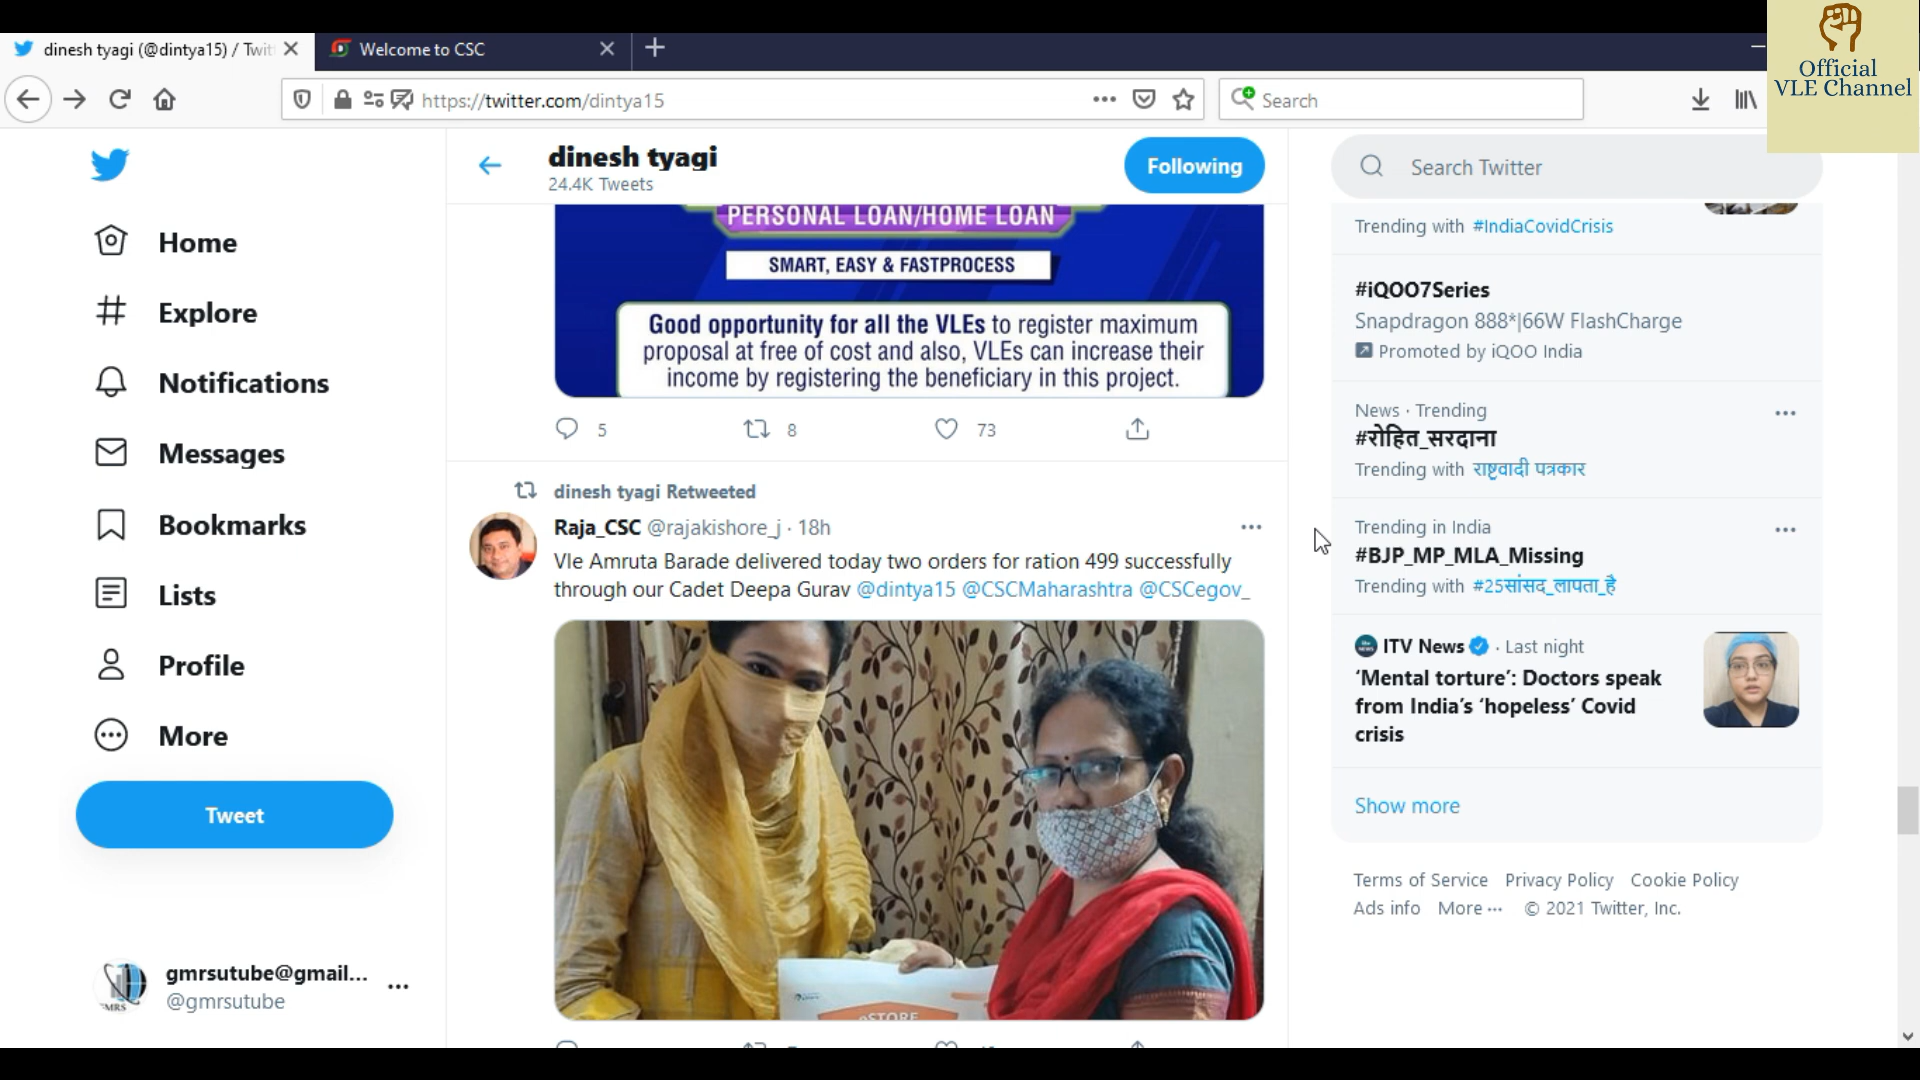 dinesh tyagi (@dintya15) / Twit
Welcome to CSC
Official
VLE Channel
https://twitter.com/dintya15
Search
Home
Explore
Notifications
Messages
Bookmarks
Lists
Profile
More
Tweet
gmrsutube@gmail...
@gmrsutube
dinesh tyagi
24.4K Tweets
Following
PERSONAL LOAN/HOME LOAN
SMART, EASY & FASTPROCESS
Good opportunity for all the VLEs to register maximum
proposal at free of cost and also, VLEs can increase their
income by registering the beneficiary in this project.
5 8 73
dinesh tyagi Retweeted
Raja_CSC @rajakishore_j · 18h
Vle Amruta Barade delivered today two orders for ration 499 successfully
through our Cadet Deepa Gurav @dintya15 @CSCMaharashtra @CSCegov_
eSTORE
Search Twitter
Trending with #IndiaCovidCrisis
#iQOO7Series
Snapdragon 888*|66W FlashCharge
Promoted by iQOO India
News · Trending
#रोहित_सरदाना
Trending with राष्ट्रवादी पत्रकार
Trending in India
#BJP_MP_MLA_Missing
Trending with #25सांसद_लापता_है
ITV News · Last night
‘Mental torture’: Doctors speak
from India’s ‘hopeless’ Covid
crisis
Show more
Terms of Service Privacy Policy Cookie Policy
Ads info More ··· © 2021 Twitter, Inc.